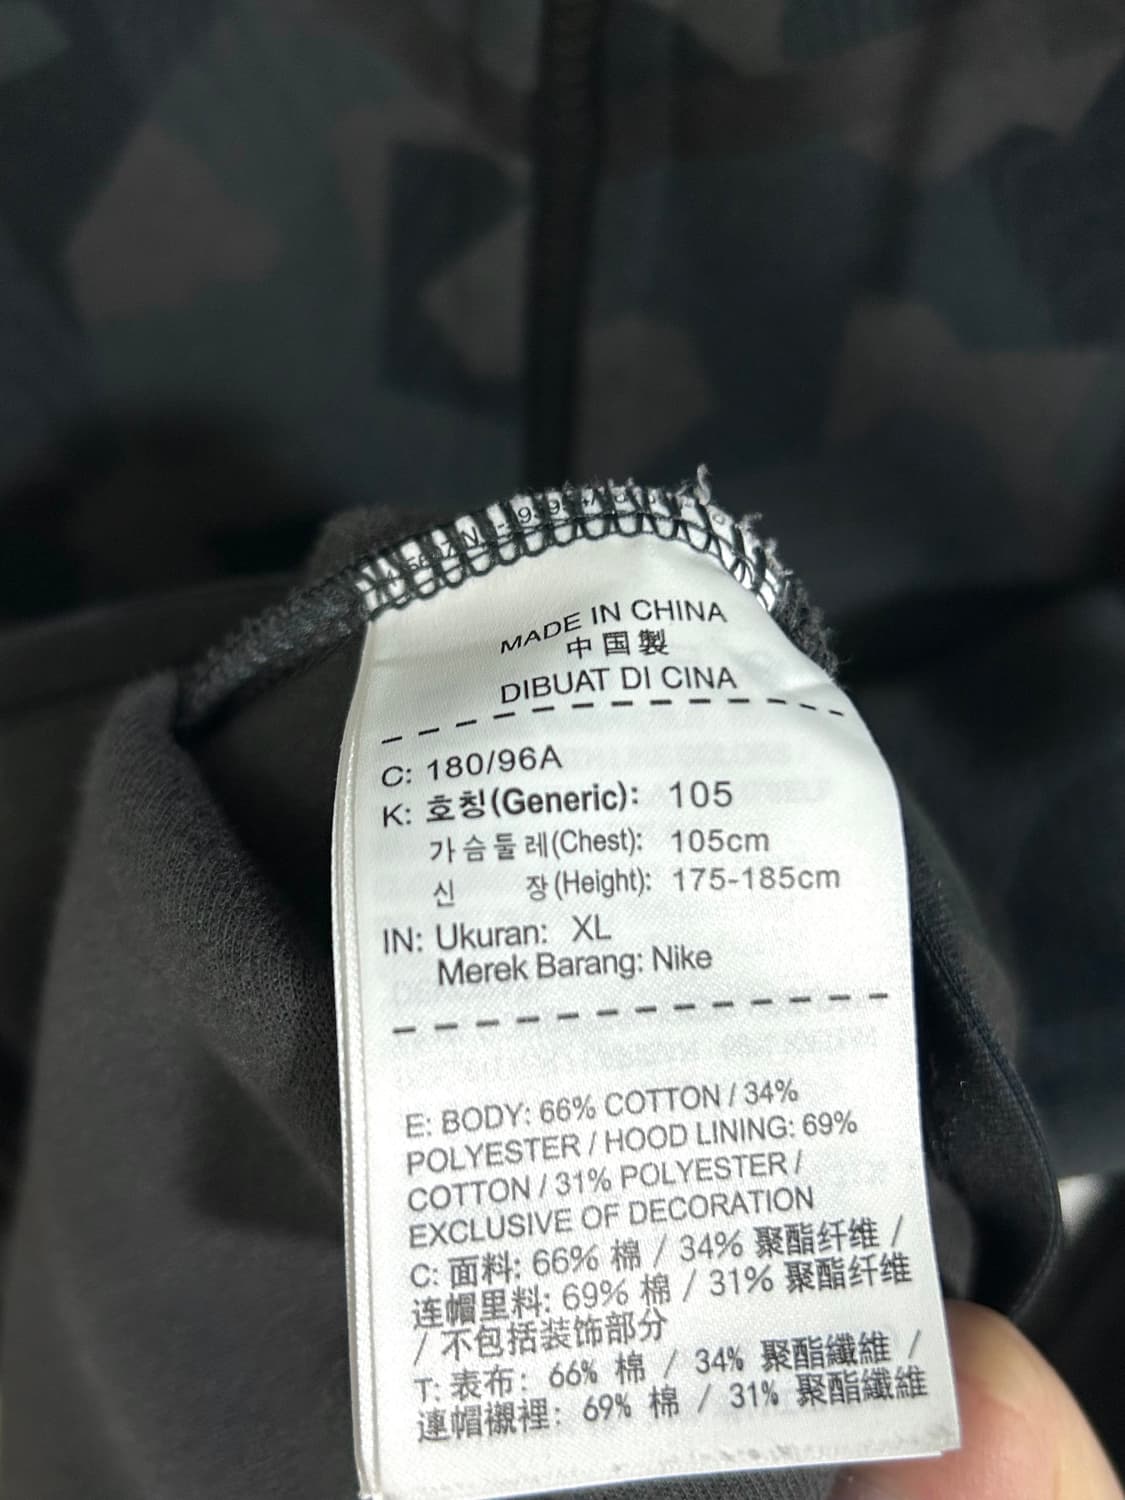 MADE IN CHINA
中国製
DIBUAT DI CINA
C: 180/96A
K: 호칭(Generic): 105
가슴둘레(Chest): 105cm
신 장(Height): 175-185cm
IN: Ukuran: XL
Merek Barang: Nike
E: BODY: 66% COTTON / 34%
POLYESTER / HOOD LINING: 69%
COTTON / 31% POLYESTER /
EXCLUSIVE OF DECORATION
C: 面料: 66% 棉 / 34% 聚酯纤维 /
连帽里料: 69% 棉 / 31% 聚酯纤维
/ 不包括装饰部分
T: 表布: 66% 棉 / 34% 聚酯纖維 /
連帽襯裡: 69% 棉 / 31% 聚酯纖維